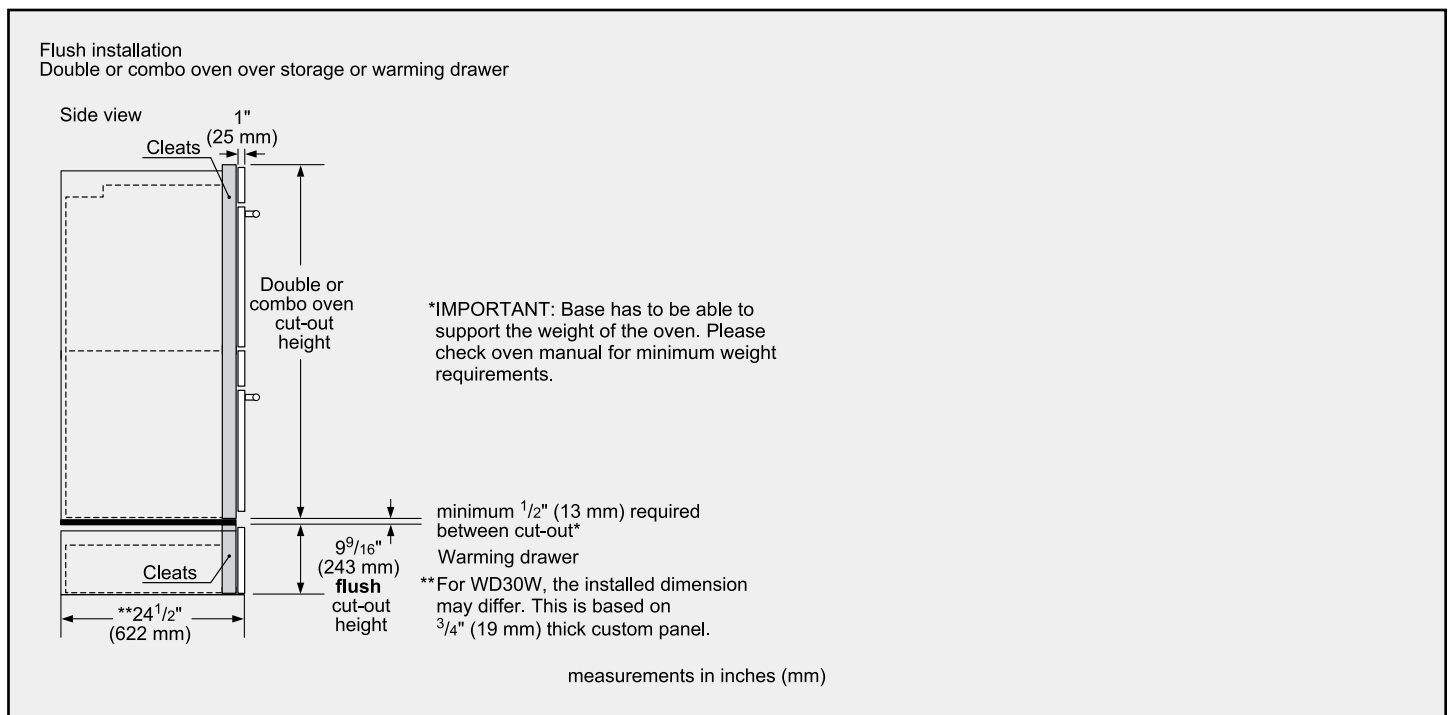 Flush installation
Double or combo oven over storage or warming drawer
Side view
1"
(25 mm)
Cleats
Double or
combo oven
cut-out
height
*IMPORTANT: Base has to be able to
support the weight of the oven. Please
check oven manual for minimum weight
requirements.
minimum 1/2" (13 mm) required
between cut-out*
9 9/16"
(243 mm)
flush
cut-out
height
Warming drawer
Cleats
**For WD30W, the installed dimension
may differ. This is based on
3/4" (19 mm) thick custom panel.
**24 1/2"
(622 mm)
measurements in inches (mm)